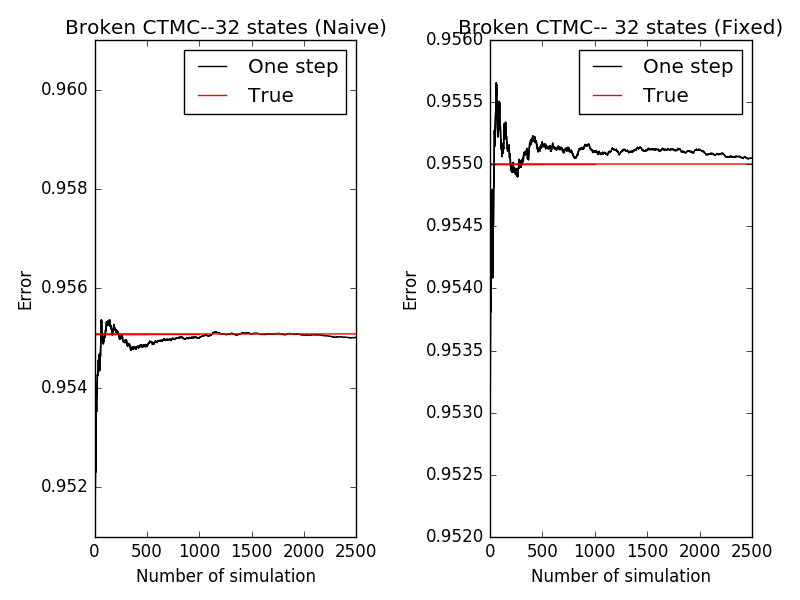 Broken CTMC--32 states (Naive)
One step
True
0.960
0.958
0.956
0.954
0.952
Error
0
500
1000
1500
2000
2500
Number of simulation
Broken CTMC-- 32 states (Fixed)
One step
True
0.9560
0.9555
0.9550
0.9545
0.9540
0.9535
0.9530
0.9525
0.9520
Error
0
500
1000
1500
2000
2500
Number of simulation